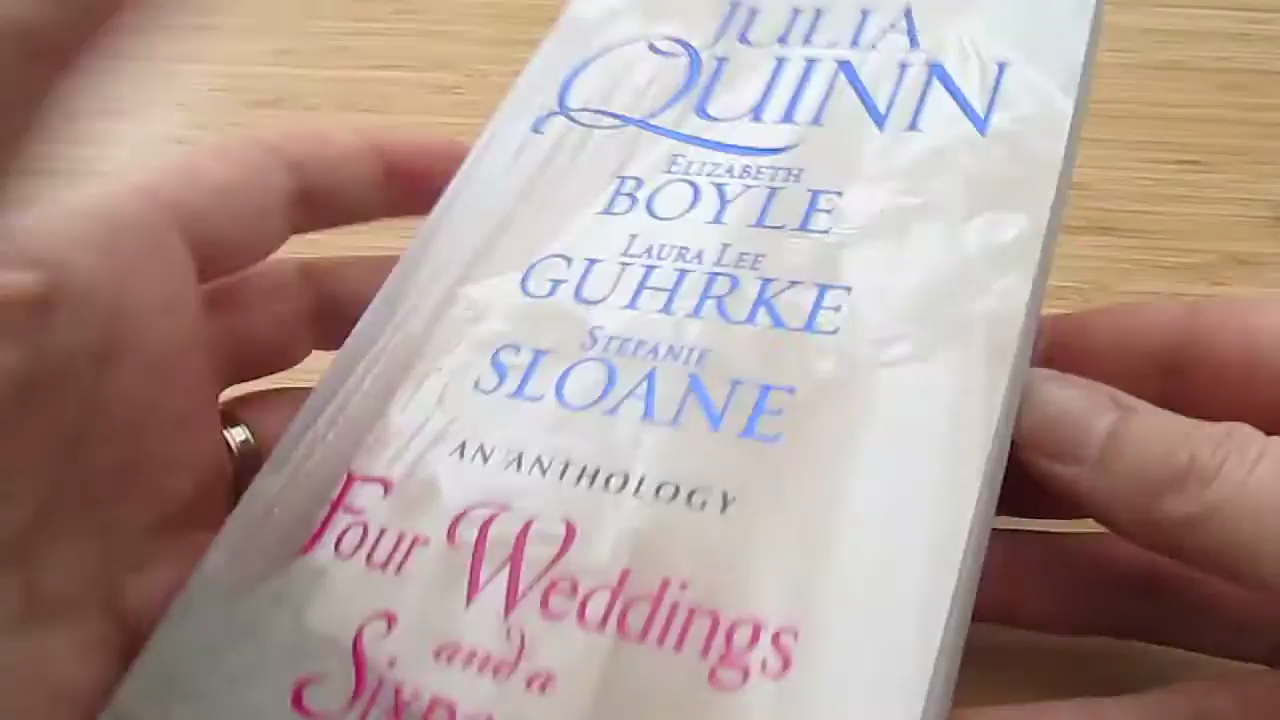 JULIA
QUINN
ELIZABETH
BOYLE
LAURA LEE
GUHRKE
STEFANIE
SLOANE
AN ANTHOLOGY
Four Weddings
and a